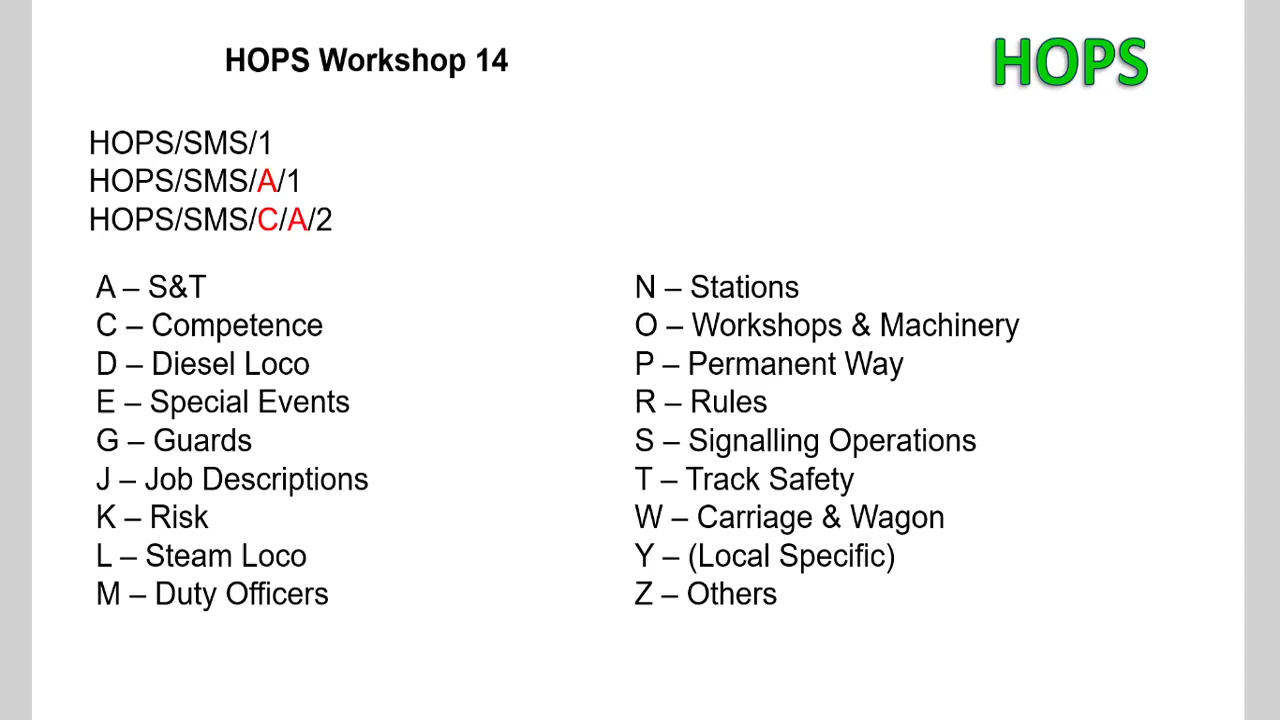 HOPS Workshop 14
HOPS
HOPS/SMS/1
HOPS/SMS/A/1
HOPS/SMS/C/A/2
A – S&T
C – Competence
D – Diesel Loco
E – Special Events
G – Guards
J – Job Descriptions
K – Risk
L – Steam Loco
M – Duty Officers
N – Stations
O – Workshops & Machinery
P – Permanent Way
R – Rules
S – Signalling Operations
T – Track Safety
W – Carriage & Wagon
Y – (Local Specific)
Z – Others